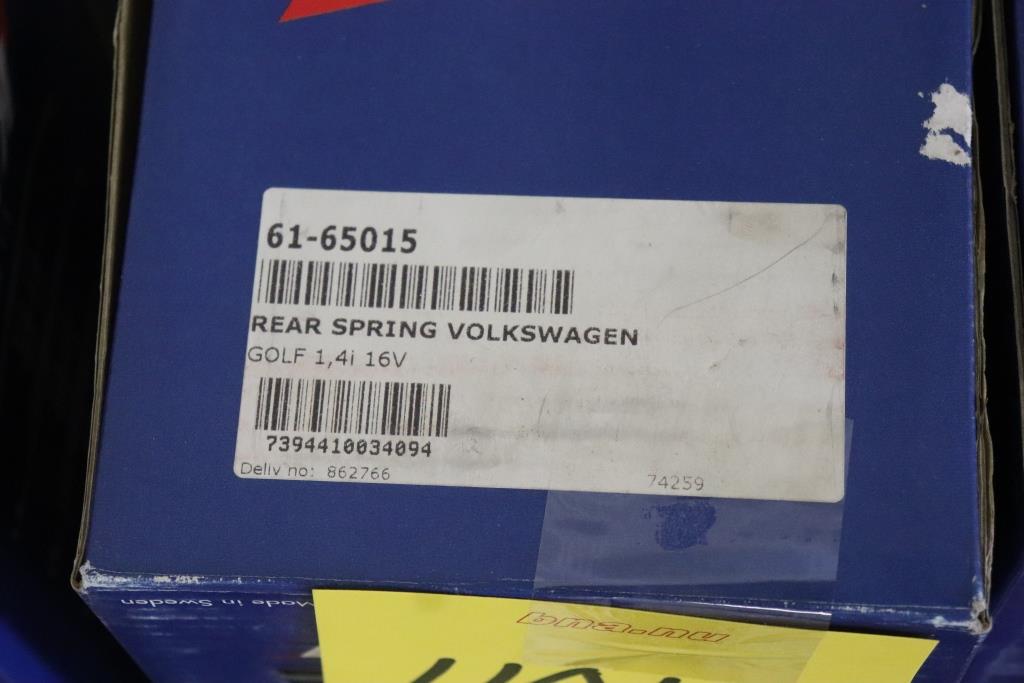 61-65015
REAR SPRING VOLKSWAGEN
GOLF 1,4i 16V
7394410034094
Deliv no: 862766 74259
Made in Sweden